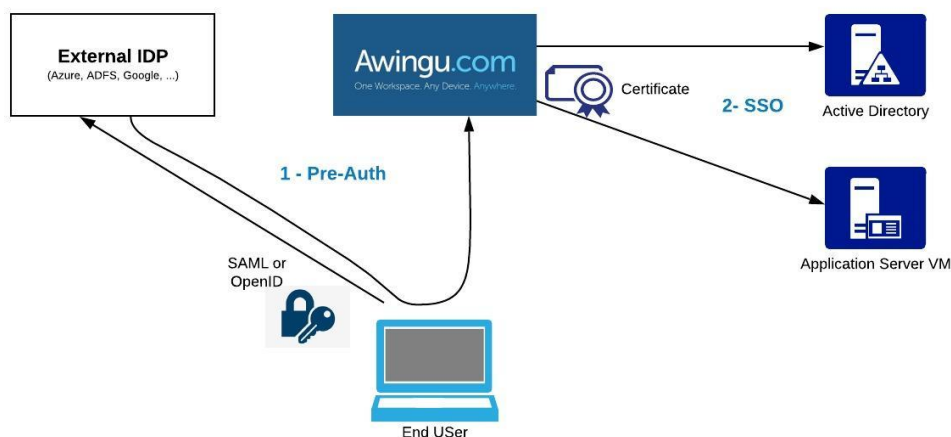 External IDP
(Azure, ADFS, Google, ...)
Awingu.com
One Workspace. Any Device. Anywhere.
Certificate
2- SSO
Active Directory
1 - Pre-Auth
SAML or
OpenID
Application Server VM
End USer